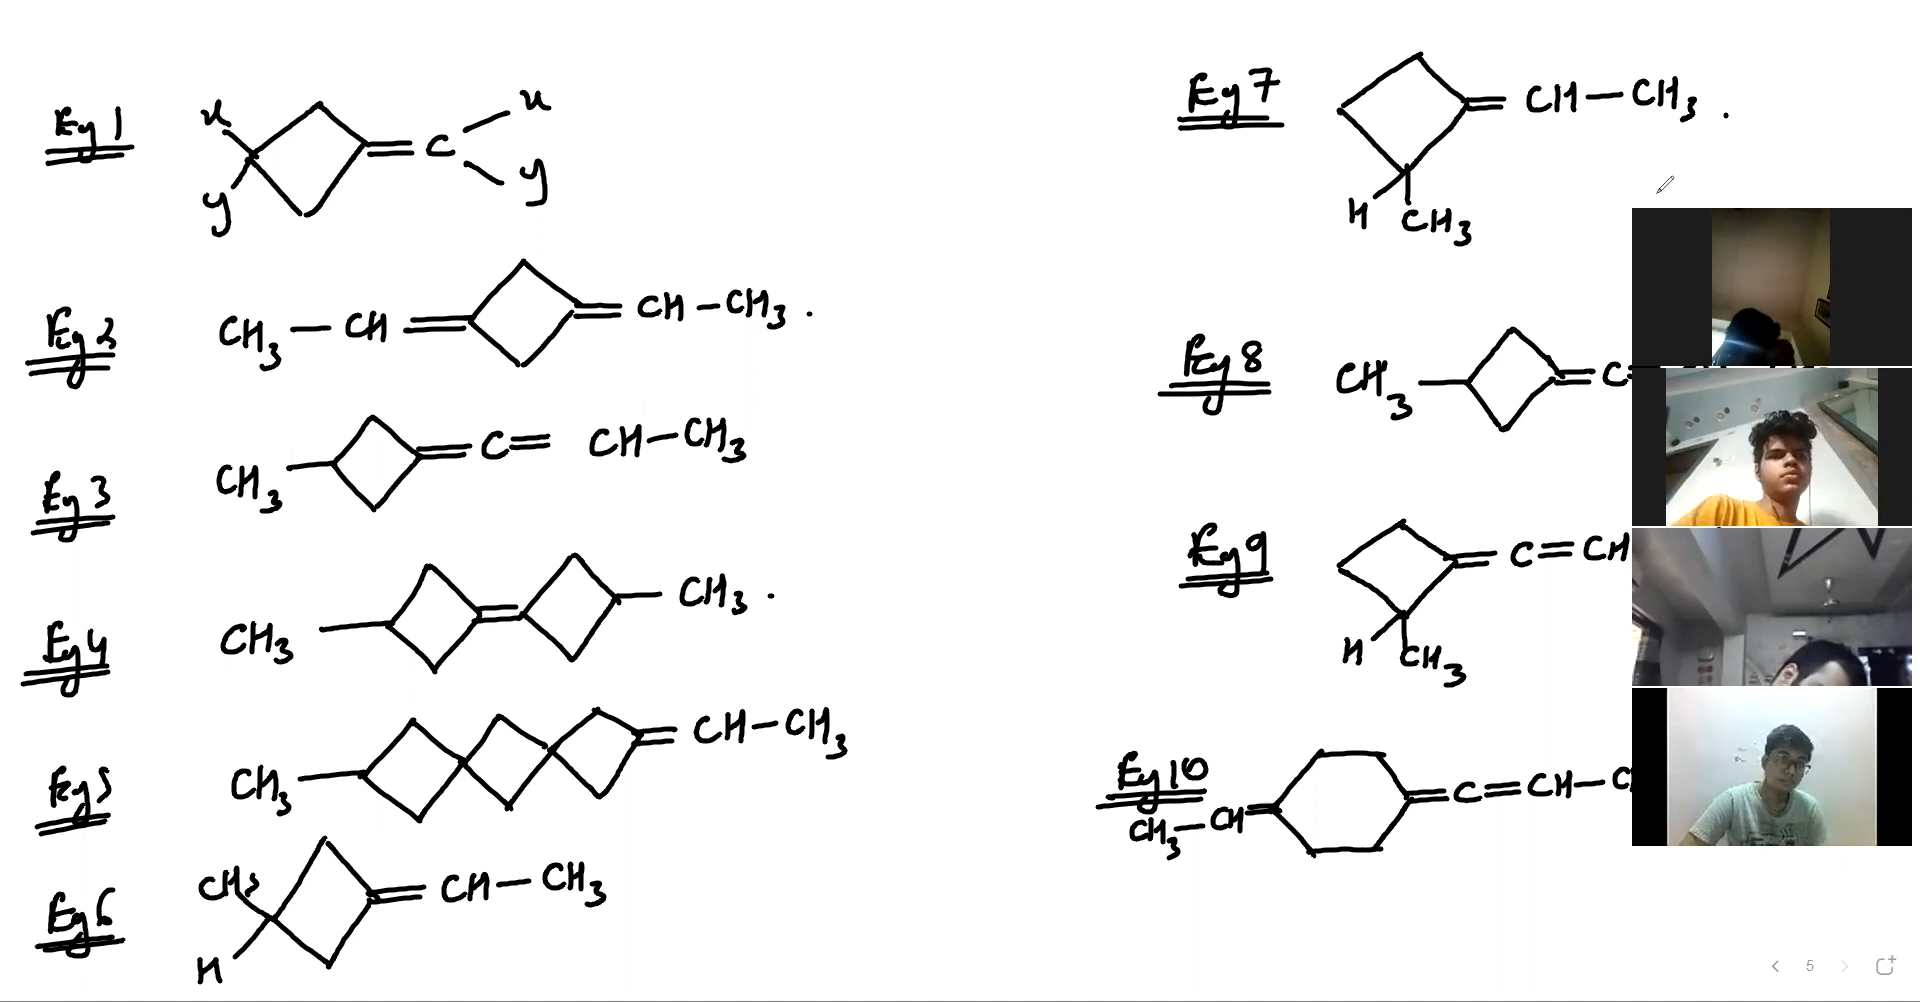 Eg 1
x
y
= C
x
y
Eg 2
CH3 — CH = = CH — CH3.
Eg 3
CH3 = C = CH — CH3
Eg 4
CH3 = CH3.
Eg 5
CH3 = CH — CH3
Eg 6
CH3
H
= CH — CH3
Eg 7
= CH — CH3.
H CH3
Eg 8
CH3 = C=
Eg 9
= C = CH
H CH3
Eg 10
CH3 — CH = = C = CH — C
5